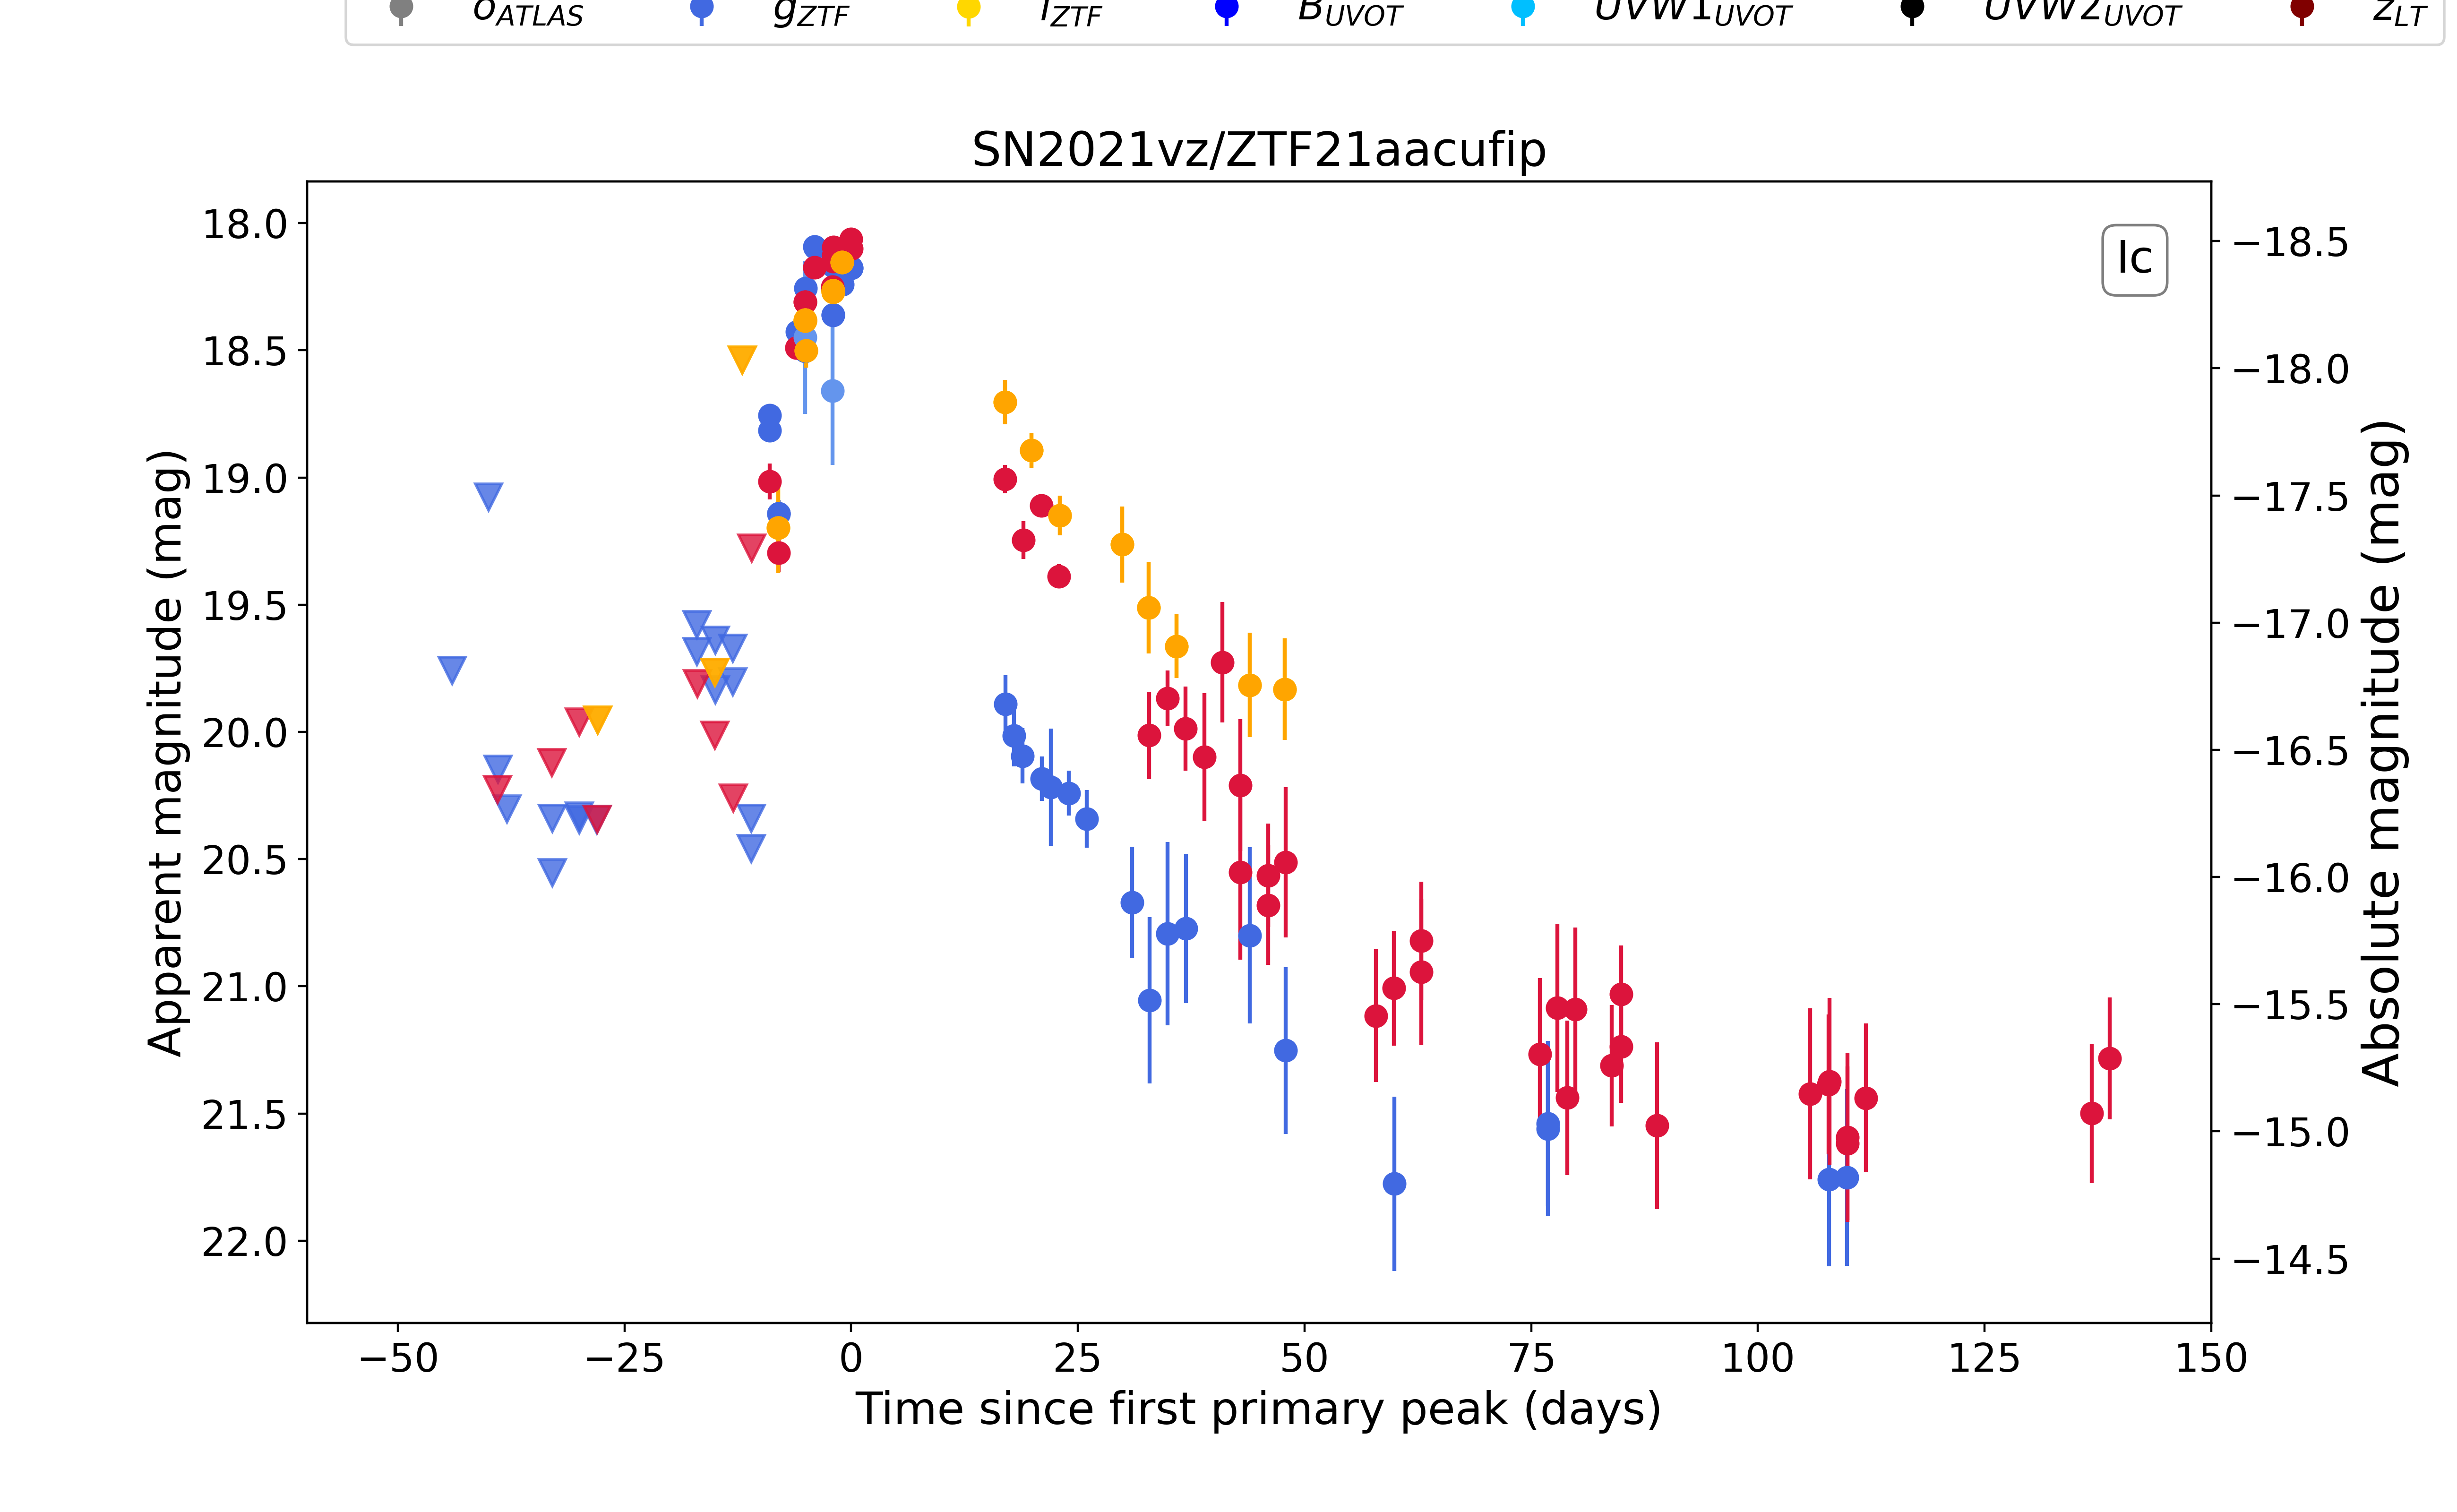 o_ATLAS g_ZTF i_ZTF B_UVOT UVW1_UVOT UVW2_UVOT z_LT
SN2021vz/ZTF21aacufip
Ic
18.0
18.5
19.0
19.5
20.0
20.5
21.0
21.5
22.0
Apparent magnitude (mag)
−18.5
−18.0
−17.5
−17.0
−16.5
−16.0
−15.5
−15.0
−14.5
Absolute magnitude (mag)
−50 −25 0 25 50 75 100 125 150
Time since first primary peak (days)